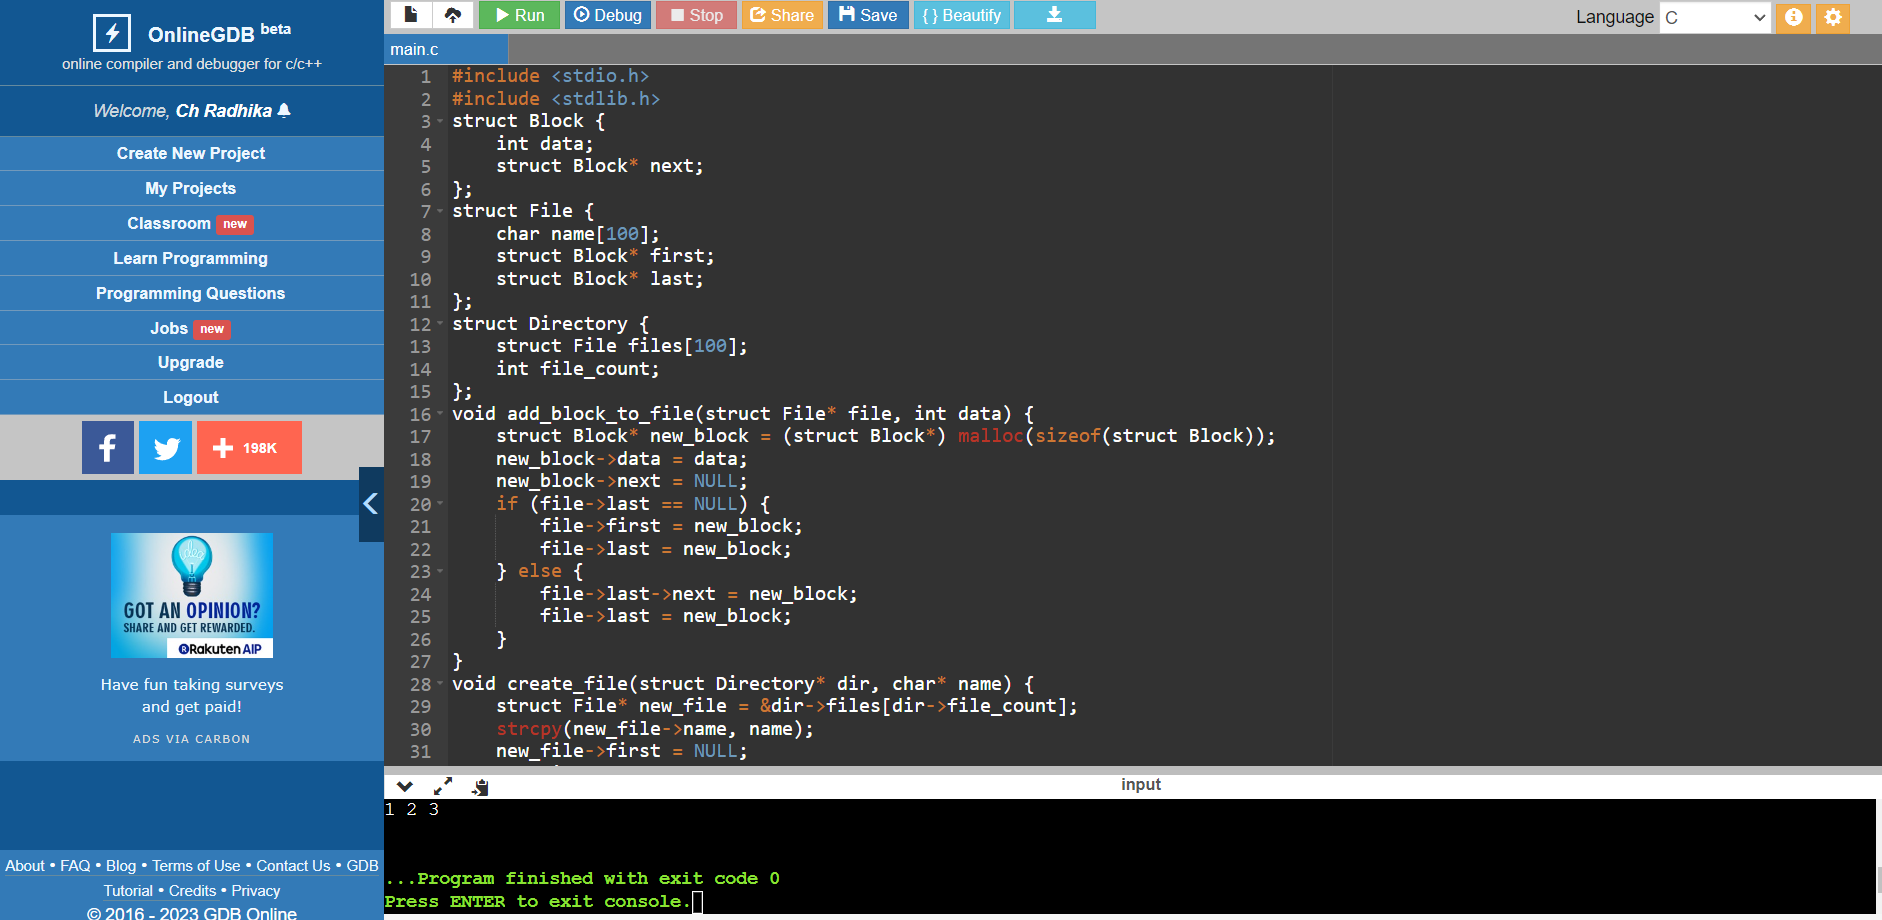 OnlineGDB beta
online compiler and debugger for c/c++
Welcome, Ch Radhika
Create New Project
My Projects
Classroom new
Learn Programming
Programming Questions
Jobs new
Upgrade
Logout
198K
GOT AN OPINION?
SHARE AND GET REWARDED.
Rakuten AIP
Have fun taking surveys
and get paid!
ADS VIA CARBON
About • FAQ • Blog • Terms of Use • Contact Us • GDB
Tutorial • Credits • Privacy
© 2016 - 2023 GDB Online
Run Debug Stop Share Save { } Beautify
Language C
main.c
1 #include <stdio.h>
2 #include <stdlib.h>
3 struct Block {
4     int data;
5     struct Block* next;
6 };
7 struct File {
8     char name[100];
9     struct Block* first;
10     struct Block* last;
11 };
12 struct Directory {
13     struct File files[100];
14     int file_count;
15 };
16 void add_block_to_file(struct File* file, int data) {
17     struct Block* new_block = (struct Block*) malloc(sizeof(struct Block));
18     new_block->data = data;
19     new_block->next = NULL;
20     if (file->last == NULL) {
21         file->first = new_block;
22         file->last = new_block;
23     } else {
24         file->last->next = new_block;
25         file->last = new_block;
26     }
27 }
28 void create_file(struct Directory* dir, char* name) {
29     struct File* new_file = &dir->files[dir->file_count];
30     strcpy(new_file->name, name);
31     new_file->first = NULL;
input
1 2 3
...Program finished with exit code 0
Press ENTER to exit console.